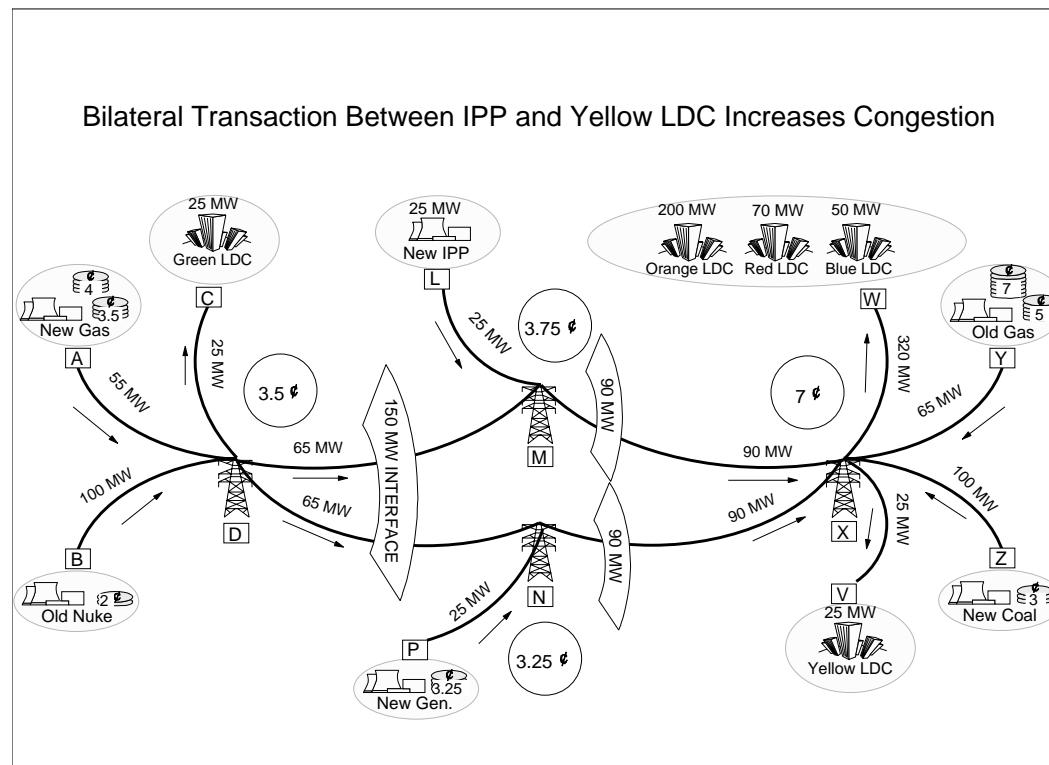 Bilateral Transaction Between IPP and Yellow LDC Increases Congestion
25 MW
Green LDC
C
25 MW
New IPP
L
200 MW
70 MW
50 MW
Orange LDC
Red LDC
Blue LDC
W
¢
4
¢
3.5
New Gas
A
¢
7
¢
5
Old Gas
Y
55 MW
25 MW
3.5 ¢
25 MW
3.75 ¢
90 MW
7 ¢
320 MW
65 MW
100 MW
D
65 MW
65 MW
150 MW INTERFACE
M
90 MW
90 MW
X
100 MW
25 MW
B
¢
2
Old Nuke
N
90 MW
25 MW
P
¢
3.25
New Gen.
3.25 ¢
V
25 MW
Yellow LDC
Z
¢
3
New Coal